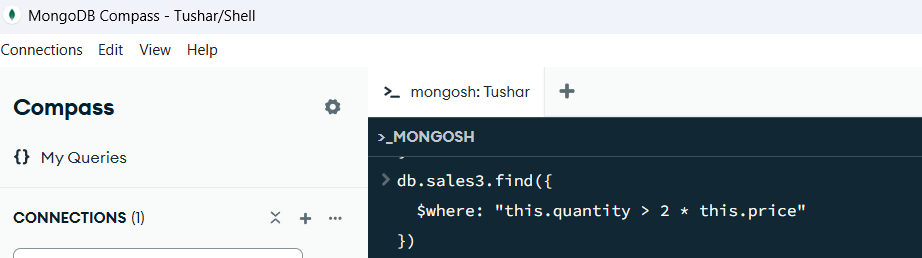 MongoDB Compass - Tushar/Shell
Connections Edit View Help
Compass
>_ mongosh: Tushar +
{} My Queries
>_MONGOSH
CONNECTIONS (1) + ...
> db.sales3.find({
$where: "this.quantity > 2 * this.price"
})